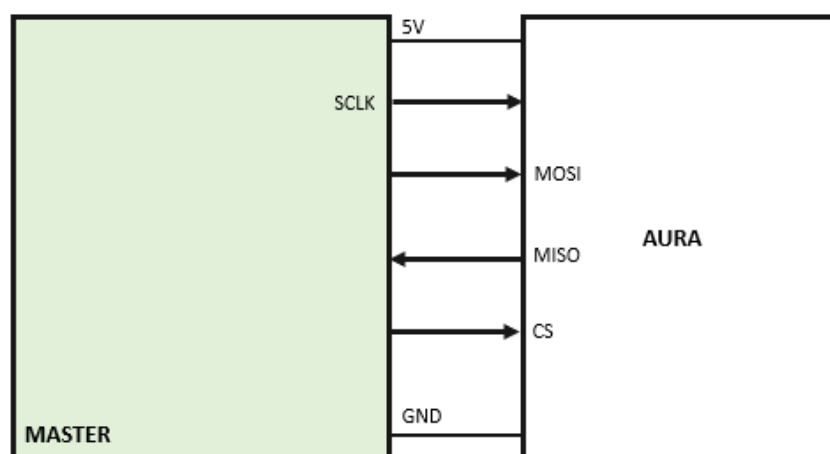 5V
SCLK
MOSI
AURA
MISO
CS
GND
MASTER